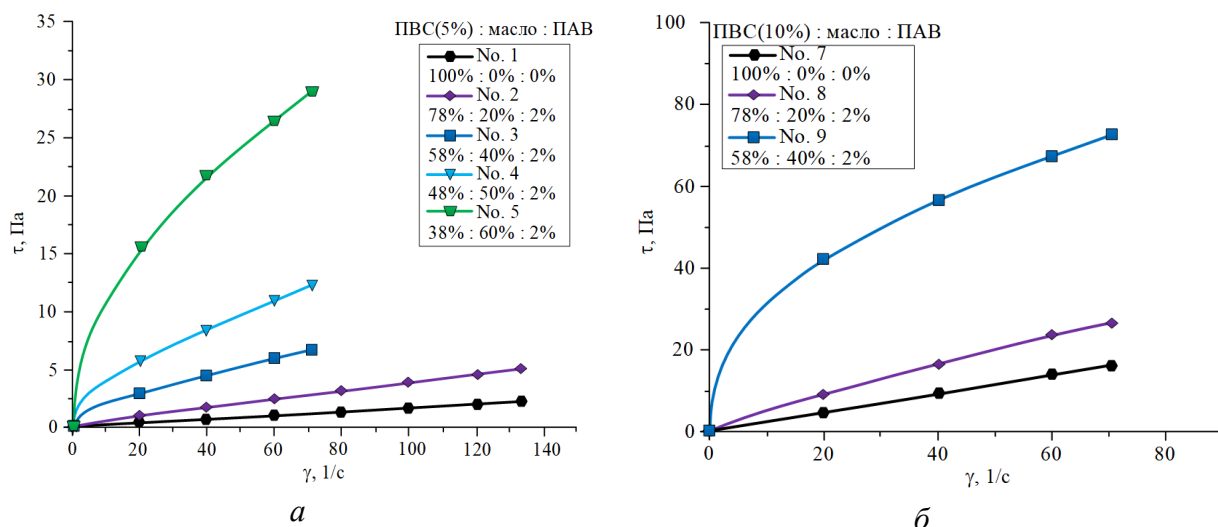 ПВС(5%) : масло : ПАВ
No. 1
100% : 0% : 0%
No. 2
78% : 20% : 2%
No. 3
58% : 40% : 2%
No. 4
48% : 50% : 2%
No. 5
38% : 60% : 2%
τ, Па
35
30
25
20
15
10
5
0
0 20 40 60 80 100 120 140
γ, 1/с
а
ПВС(10%) : масло : ПАВ
No. 7
100% : 0% : 0%
No. 8
78% : 20% : 2%
No. 9
58% : 40% : 2%
τ, Па
100
80
60
40
20
0
0 20 40 60 80
γ, 1/с
б